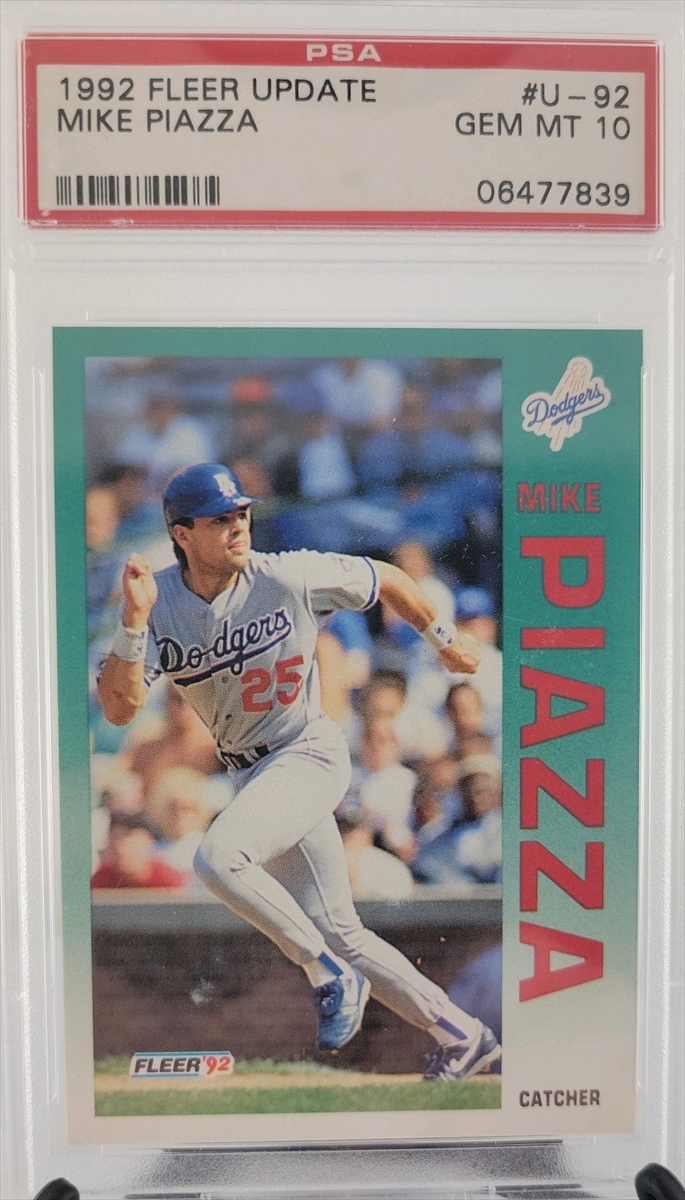 PSA
1992 FLEER UPDATE #U-92
MIKE PIAZZA GEM MT 10
06477839
Dodgers
MIKE
PIAZZA
Dodgers
25
FLEER'92
CATCHER